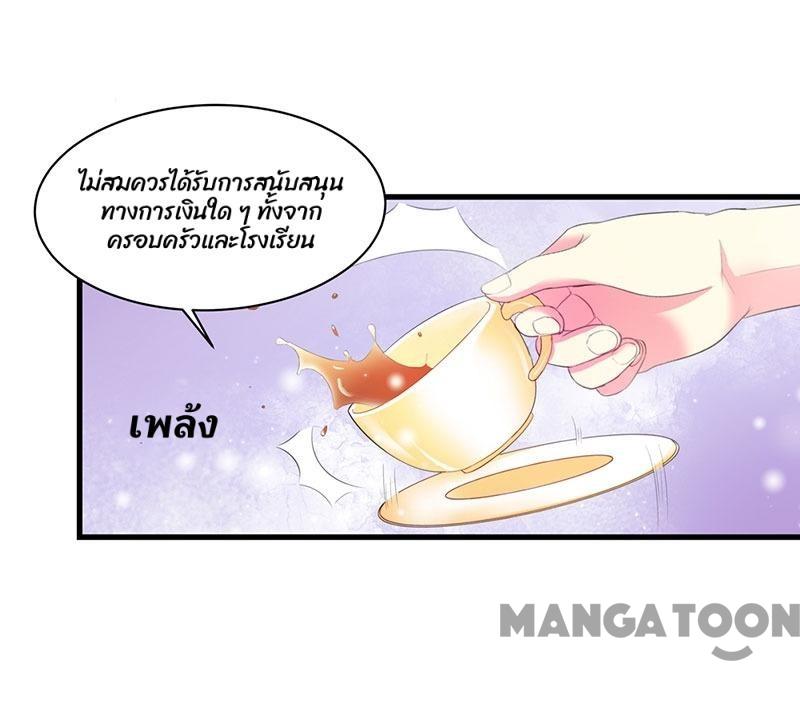 ไม่สมควรได้รับการสนับสนุน
ทางการเงินใด ๆ ทั้งจาก
ครอบครัวและโรงเรียน
เพล้ง
MANGATOON